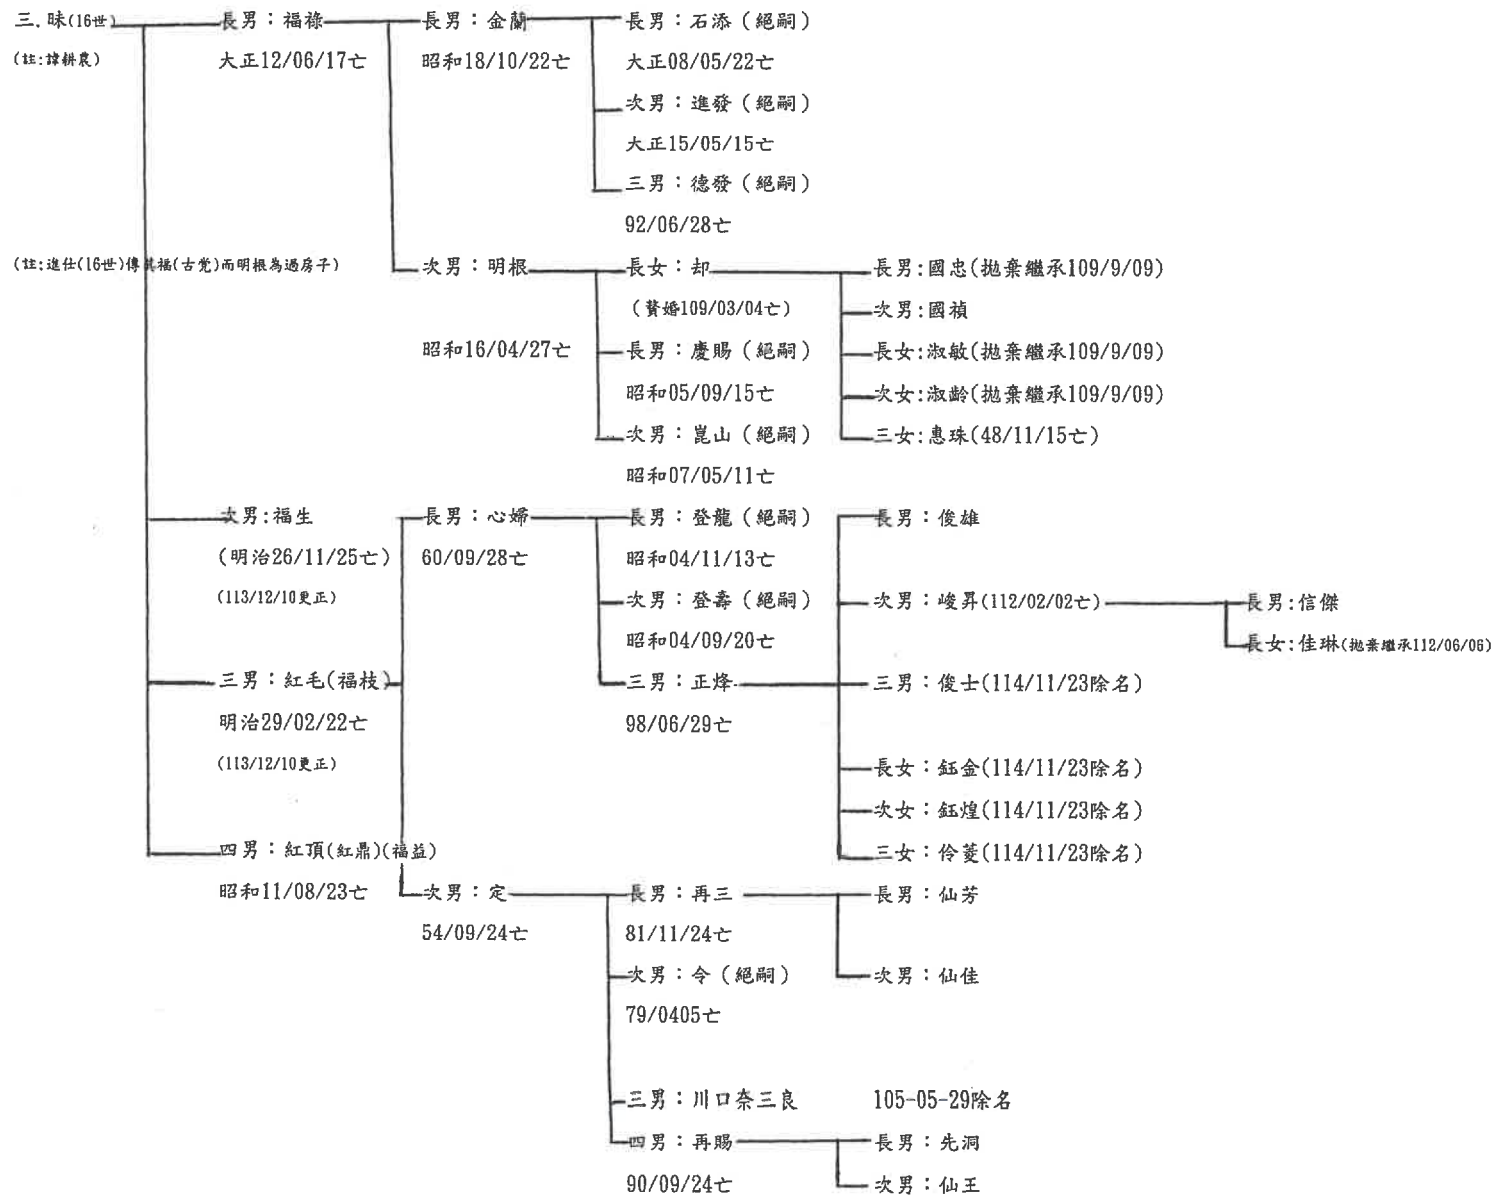 三.昧(16世) 長男：福祿 長男：金蘭 長男：石添（絕嗣）
(註:諱耕農) 大正12/06/17亡 昭和18/10/22亡 大正08/05/22亡
次男：進發（絕嗣）
大正15/05/15亡
三男：德發（絕嗣）
92/06/28亡
(註:進仕(16世)傳其福(古党)而明根為過房子) 次男：明根 長女：却 長男:國忠(拋棄繼承109/9/09)
(贅婚109/03/04亡) 次男:國禎
昭和16/04/27亡 長男：慶賜（絕嗣） 長女:淑敏(拋棄繼承109/9/09)
昭和05/09/15亡 次女:淑齡(拋棄繼承109/9/09)
次男：崑山（絕嗣） 三女:惠珠(48/11/15亡)
昭和07/05/11亡
次男:福生 長男：心婦 長男：登龍（絕嗣） 長男：俊雄
(明治26/11/25亡) 60/09/28亡 昭和04/11/13亡
(113/12/10更正) 次男：登壽（絕嗣） 次男：峻昇(112/02/02亡) 長男:信傑
昭和04/09/20亡 長女:佳琳(拋棄繼承112/06/06)
三男：紅毛(福枝) 三男：正烽 三男：俊士(114/11/23除名)
明治29/02/22亡 98/06/29亡
(113/12/10更正) 長女：鈺金(114/11/23除名)
次女：鈺煌(114/11/23除名)
四男：紅頂(紅鼎)(福益) 三女：伶菱(114/11/23除名)
昭和11/08/23亡 次男：定 長男：再三 長男：仙芳
54/09/24亡 81/11/24亡
次男：令（絕嗣） 次男：仙佳
79/0405亡
三男：川口奈三良 105-05-29除名
四男：再賜 長男：先洞
90/09/24亡 次男：仙王